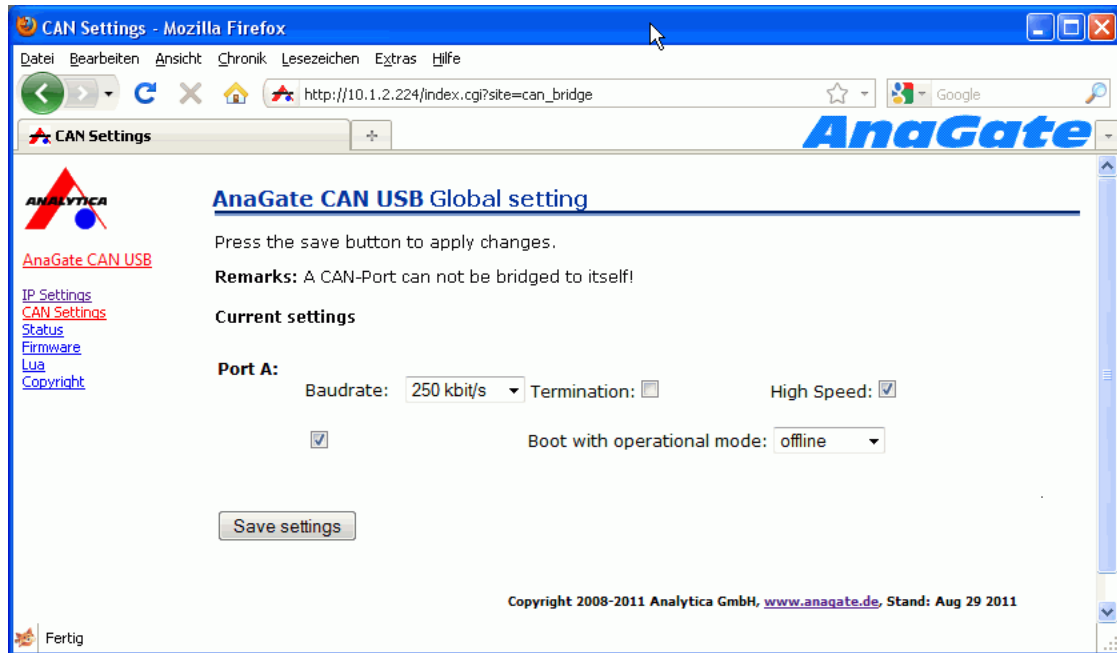 CAN Settings - Mozilla Firefox
Datei Bearbeiten Ansicht Chronik Lesezeichen Extras Hilfe
http://10.1.2.224/index.cgi?site=can_bridge
Google
CAN Settings
AnaGate
ANALYTICA
AnaGate CAN USB
IP Settings
CAN Settings
Status
Firmware
Lua
Copyright
AnaGate CAN USB Global setting
Press the save button to apply changes.
Remarks: A CAN-Port can not be bridged to itself!
Current settings
Port A:
Baudrate: 250 kbit/s Termination: High Speed:
Boot with operational mode: offline
.
Save settings
Copyright 2008-2011 Analytica GmbH, www.anagate.de, Stand: Aug 29 2011
Fertig